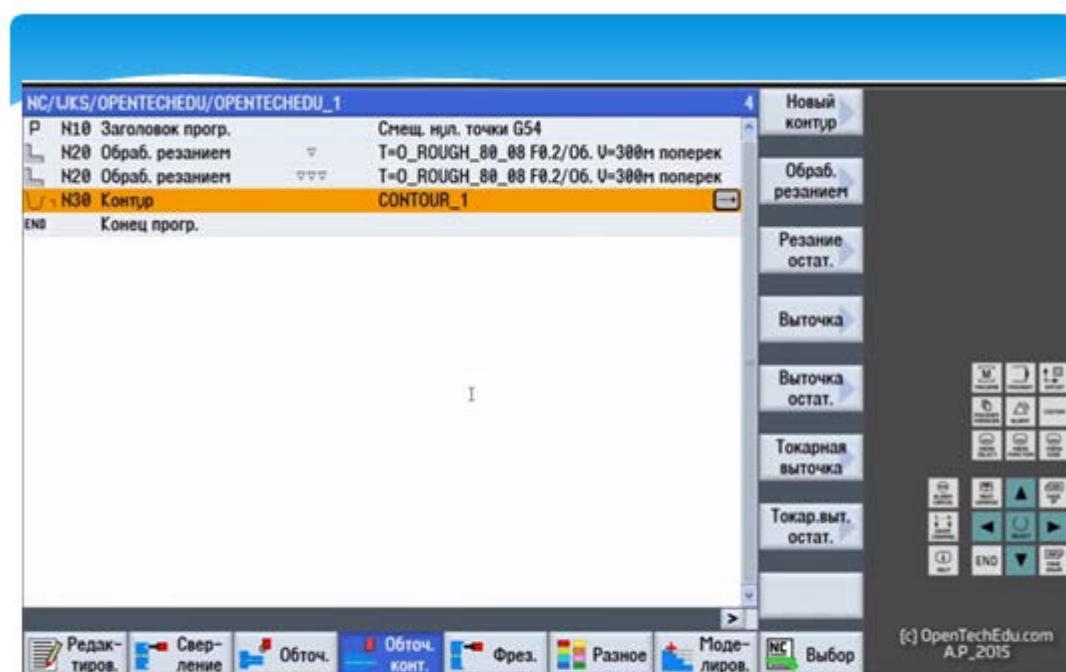 NC/WKS/OPENTECHEDU/OPENTECHEDU_1 4
P N10 Заголовок прогр. Смещ. нул. точки G54
N20 Обраб. резанием ▽ T=O_ROUGH_80_08 F0.2/Об. V=300м поперек
N20 Обраб. резанием ▽▽▽ T=O_ROUGH_80_08 F0.2/Об. V=300м поперек
N30 Контур CONTOUR_1
END Конец прогр.
Новый
контур
Обраб.
резанием
Резание
остат.
Выточка
Выточка
остат.
Токарная
выточка
Токар.выт.
остат.
Редак-
тиров.
Свер-
ление
Обточ.
Обточ.
конт.
Фрез.
Разное
Моде-
лиров.
NC Выбор
END
(c) OpenTechEdu.com
A.P_2015